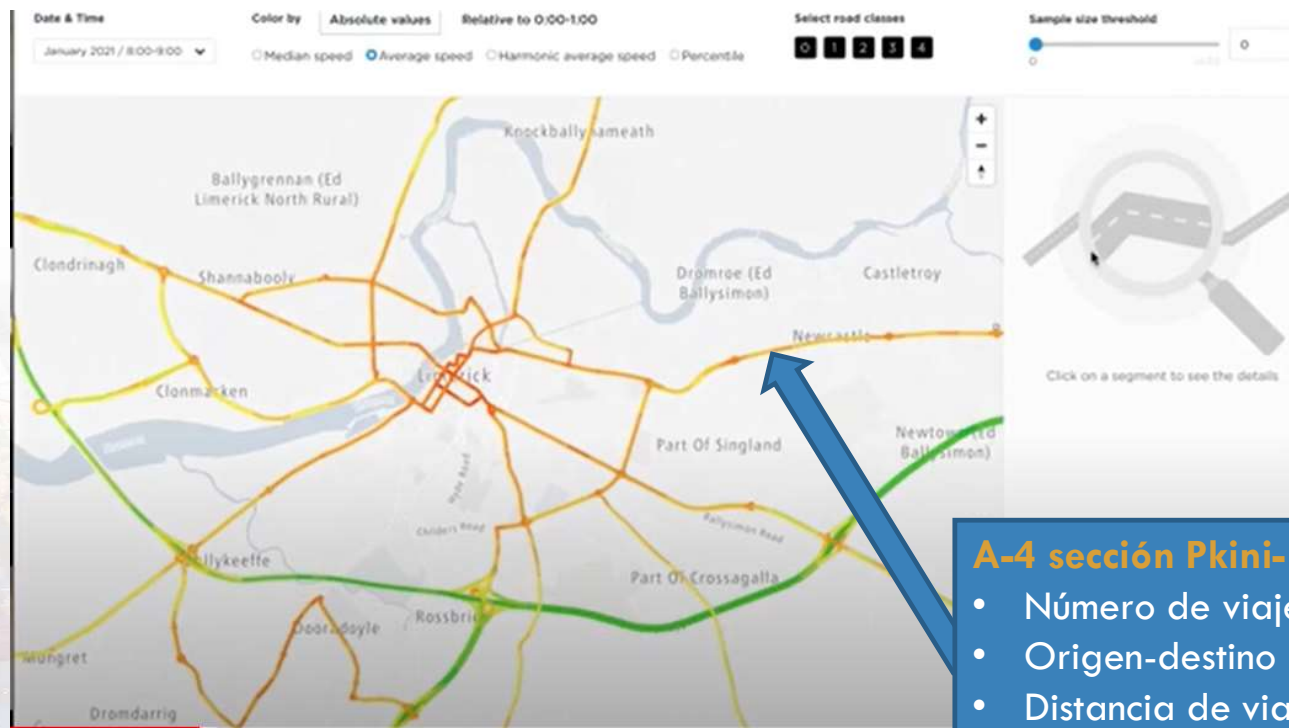 Date & Time
Color by
Absolute values
Relative to 0:00-1:00
Select road classes
Sample size threshold
January 2021 / 8:00-9:00
Median speed
Average speed
Harmonic average speed
Percentile
0 1 2 3 4
0
0
Knockballynameath
Ballygrennan (Ed
Limerick North Rural)
Clondrinagh
Shannabooly
Dromroe (Ed
Ballysimon)
Castletroy
Newcastle
Limerick
Clonmacken
Click on a segment to see the details
Part Of Singland
Newtown (Ed
Ballysimon)
Hyde Road
Childers Road
Ballysimon Road
Ballykeeffe
Part Of Crossagalla
Rossbrien
Dooradoyle
Mungret
Dromdarrig
A-4 sección Pkini-
• Número de viaje
• Origen-destino
• Distancia de via